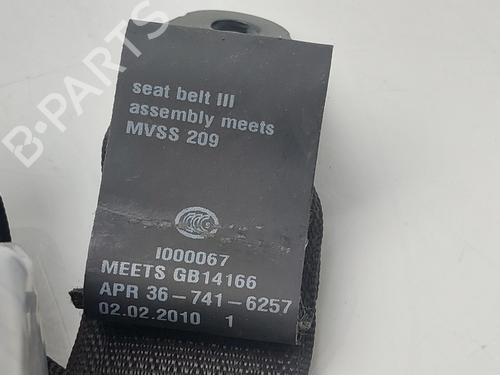 seat belt III
assembly meets
MVSS 209
I000067
MEETS GB14166
APR 36-741-6257
02.02.2010 1
B-PARTS